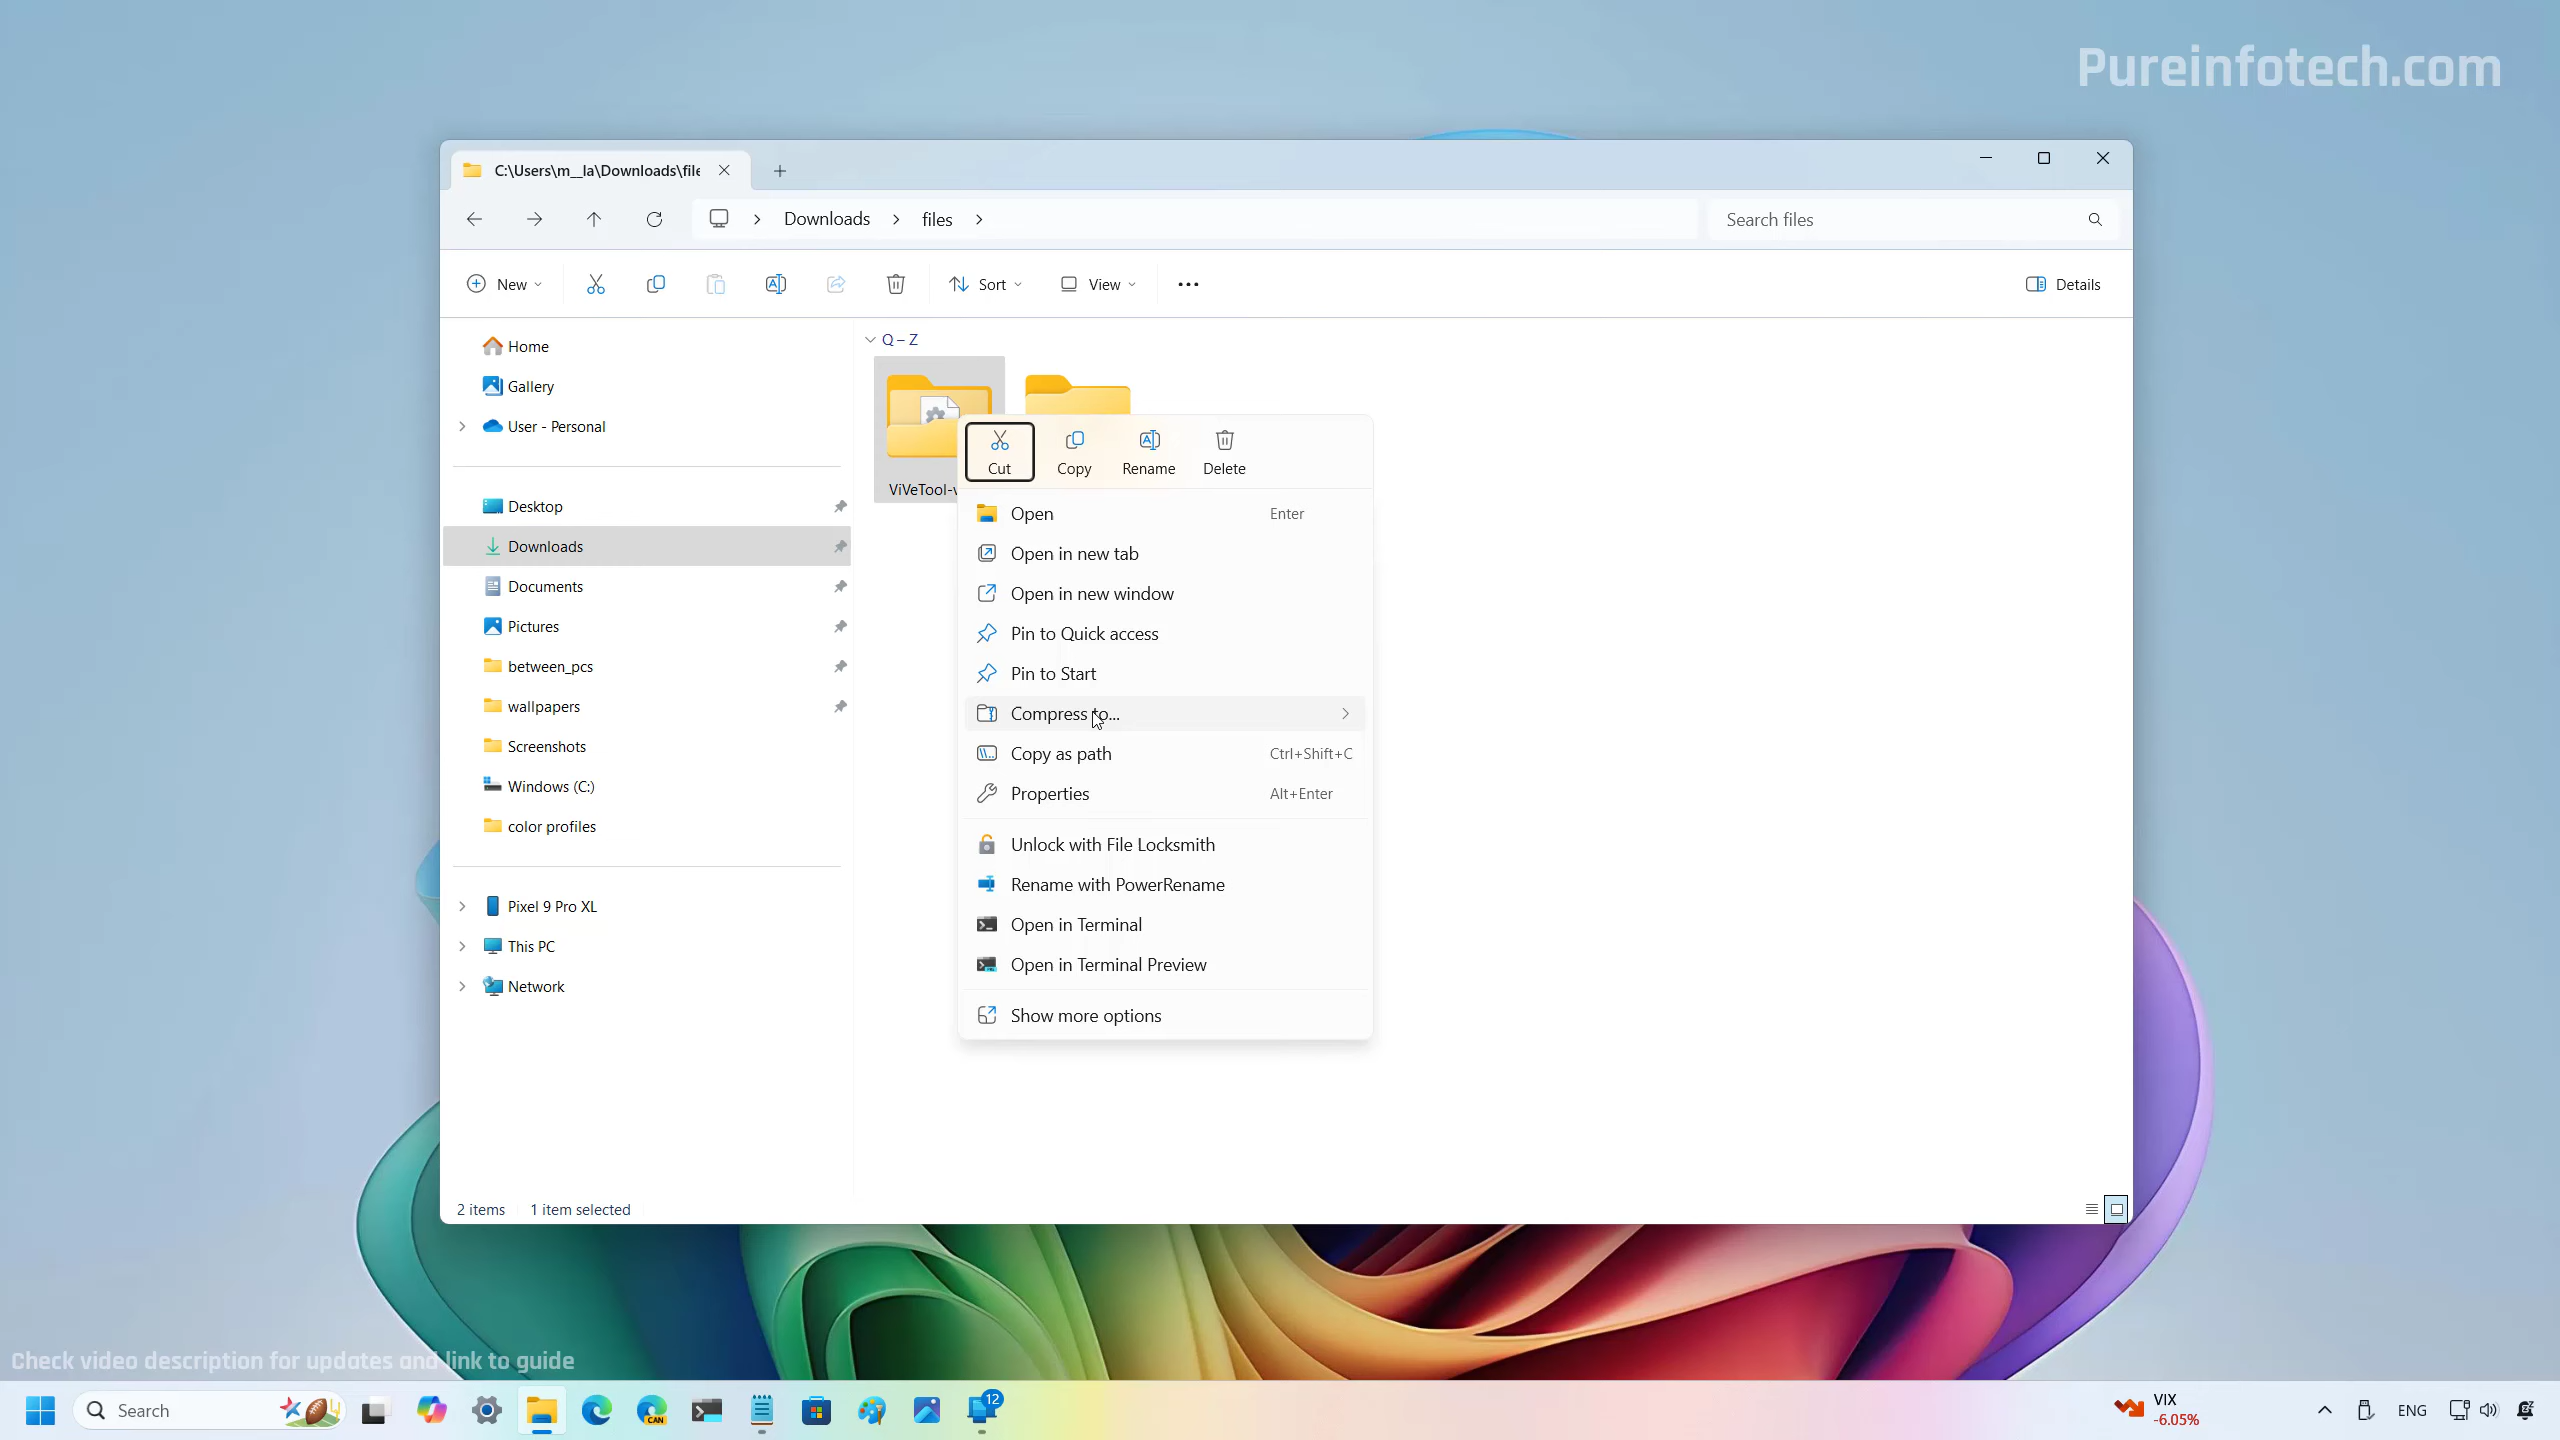 Pureinfotech.com
C:\Users\m__la\Downloads\file
Downloads
files
Search files
New
Sort
View
Details
Home
Gallery
User - Personal
Desktop
Downloads
Documents
Pictures
between_pcs
wallpapers
Screenshots
Windows (C:)
color profiles
Pixel 9 Pro XL
This PC
Network
Q – Z
ViVeTool-v
Cut
Copy
Rename
Delete
Open Enter
Open in new tab
Open in new window
Pin to Quick access
Pin to Start
Compress to...
Copy as path Ctrl+Shift+C
Properties Alt+Enter
Unlock with File Locksmith
Rename with PowerRename
Open in Terminal
Open in Terminal Preview
Show more options
2 items
1 item selected
Check video description for updates and link to guide
Search
CAN
12
VIX
-6.05%
ENG